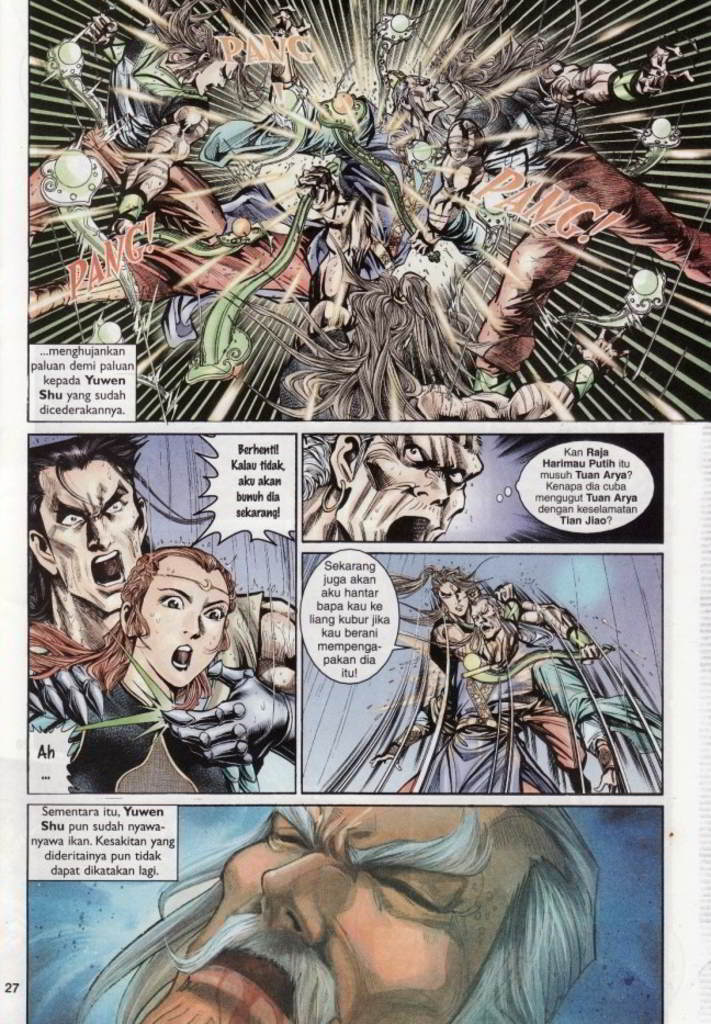 PANG!
PANG!
PANG!
...menghujankan
paluan demi paluan
kepada Yuwen
Shu yang sudah
dicederakannya.
Berhenti!
Kalau tidak,
aku akan
bunuh dia
sekarang!
Kan Raja
Harimau Putih itu
musuh Tuan Arya?
Kenapa dia cuba
mengugut Tuan Arya
dengan keselamatan
Tian Jiao?
Ah
...
Sekarang
juga akan
aku hantar
bapa kau ke
liang kubur jika
kau berani
mempenga-
pakan dia
itu!
Sementara itu, Yuwen
Shu pun sudah nyawa-
nyawa ikan. Kesakitan yang
dideritainya pun tidak
dapat dikatakan lagi.
27